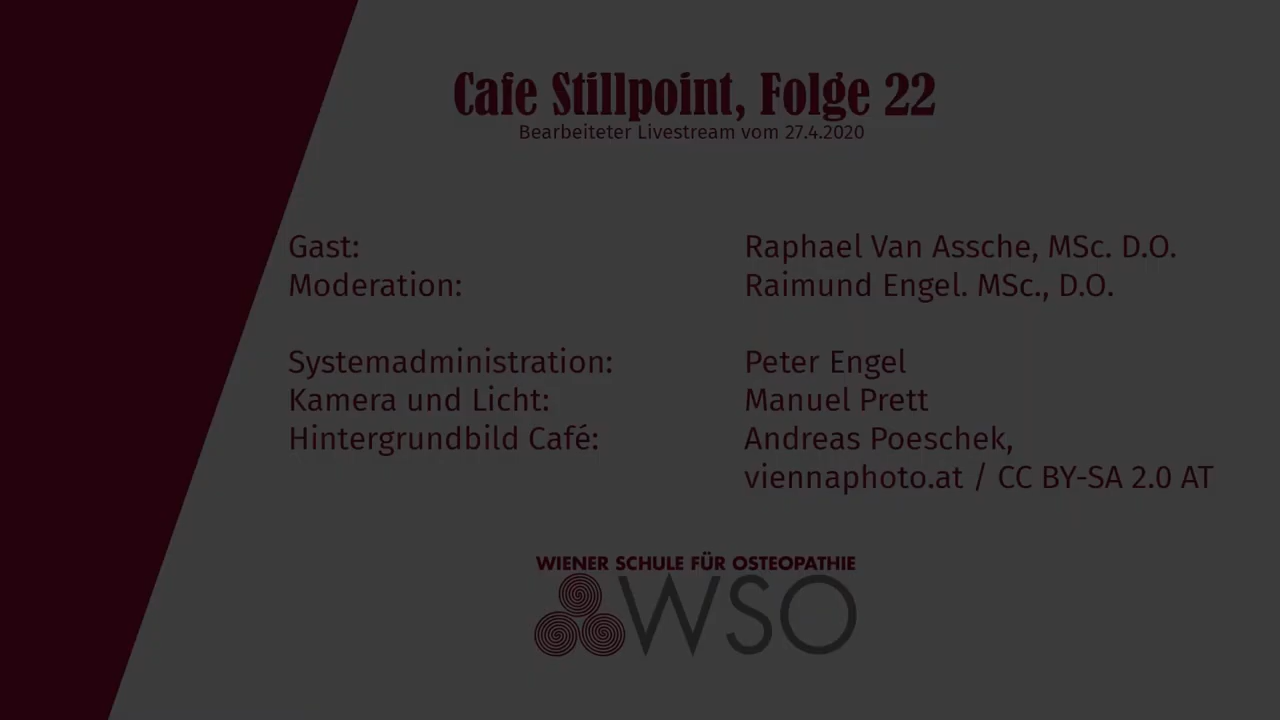 Cafe Stillpoint, Folge 22
Bearbeiteter Livestream vom 27.4.2020
Gast: Raphael Van Assche, MSc. D.O.
Moderation: Raimund Engel. MSc., D.O.
Systemadministration: Peter Engel
Kamera und Licht: Manuel Prett
Hintergrundbild Café: Andreas Poeschek,
viennaphoto.at / CC BY-SA 2.0 AT
WIENER SCHULE FÜR OSTEOPATHIE
WSO